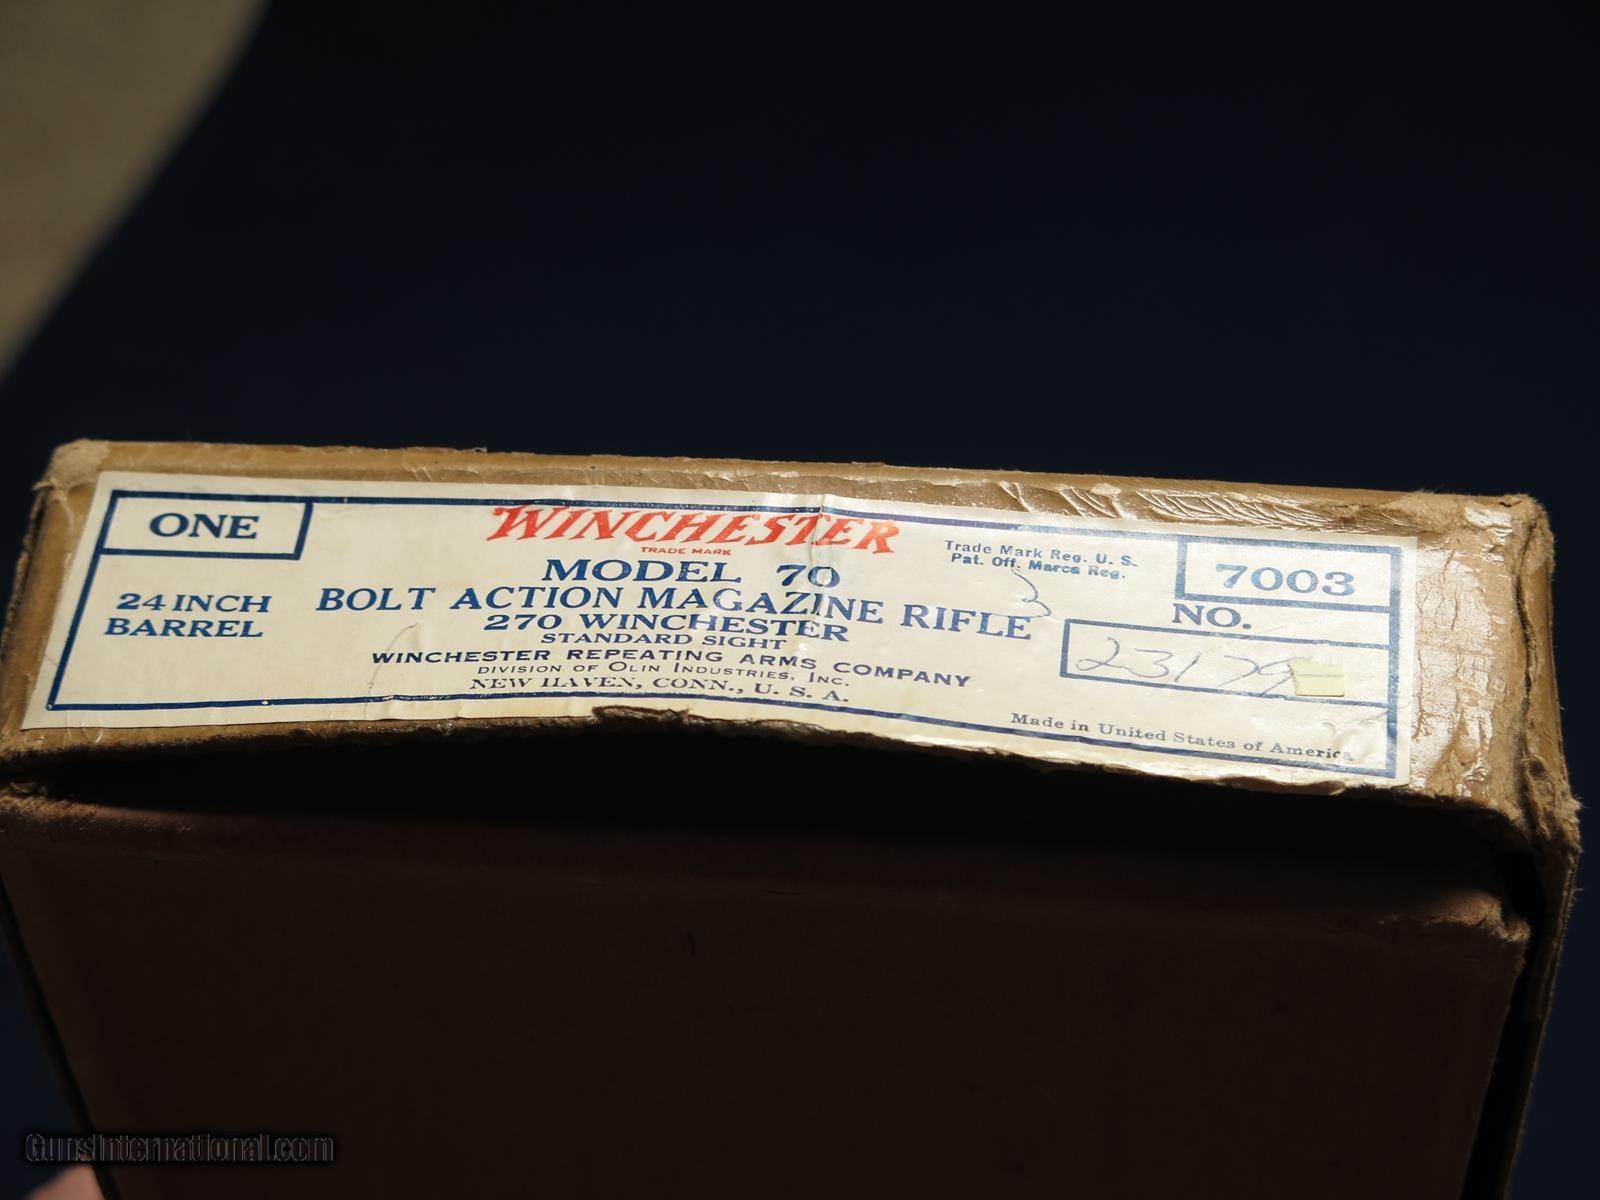 ONE
24 INCH
BARREL
WINCHESTER
TRADE MARK
MODEL 70
BOLT ACTION MAGAZINE RIFLE
270 WINCHESTER
STANDARD SIGHT
WINCHESTER REPEATING ARMS COMPANY
DIVISION OF OLIN INDUSTRIES, INC.
NEW HAVEN, CONN., U. S. A.
Trade Mark Reg. U. S.
Pat. Off. Marca Reg.
3
7003
NO.
23179
Made in United States of America
GunsInternational.com